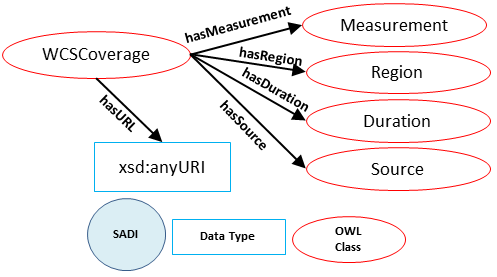 hasMeasurement
Measurement
WCSCoverage
hasRegion
Region
hasDuration
Duration
hasURL
hasSource
xsd:anyURI
Source
SADI
Data Type
OWL
Class